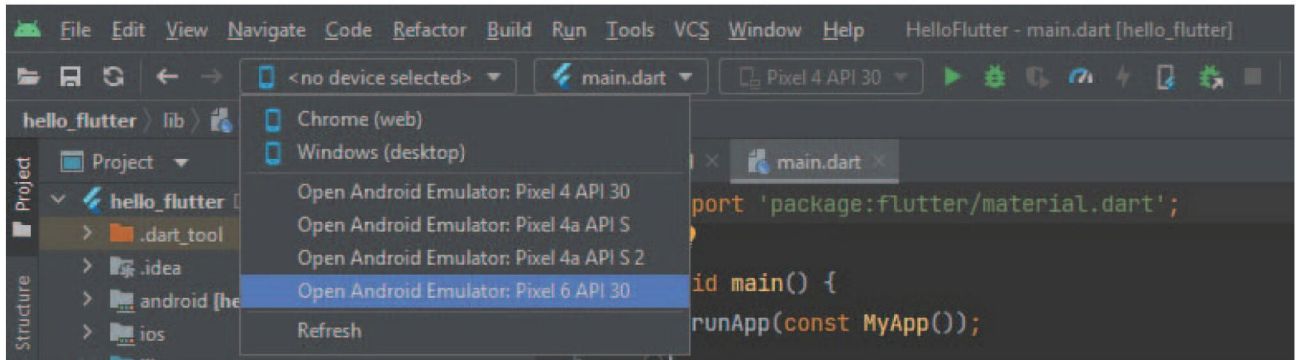 File Edit View Navigate Code Refactor Build Run Tools VCS Window Help HelloFlutter - main.dart [hello_flutter]
<no device selected> main.dart Pixel 4 API 30
hello_flutter lib
Chrome (web)
Windows (desktop)
Open Android Emulator: Pixel 4 API 30
Open Android Emulator: Pixel 4a API S
Open Android Emulator: Pixel 4a API S 2
Open Android Emulator: Pixel 6 API 30
Refresh
Project
Structure
Project
hello_flutter
.dart_tool
.idea
android [he
ios
main.dart
port 'package:flutter/material.dart';
id main() {
runApp(const MyApp());